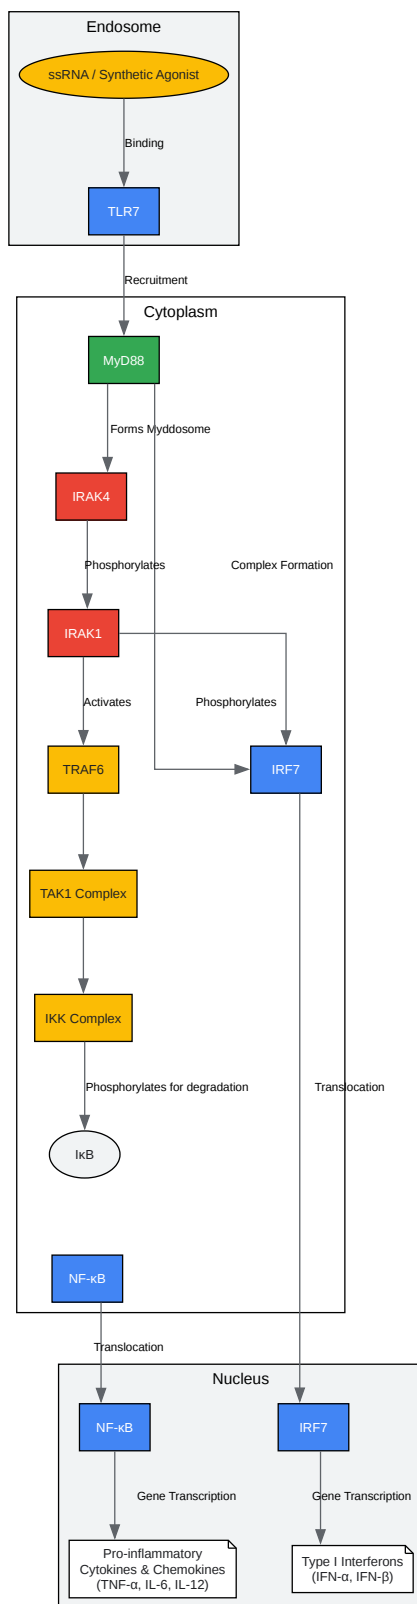 Endosome
ssRNA / Synthetic Agonist
Binding
TLR7
Recruitment
Cytoplasm
MyD88
Forms Myddosome
IRAK4
Phosphorylates
Complex Formation
IRAK1
Activates
Phosphorylates
TRAF6
IRF7
TAK1 Complex
IKK Complex
Phosphorylates for degradation
Translocation
IκB
NF-κB
Translocation
Nucleus
NF-κB
IRF7
Gene Transcription
Gene Transcription
Pro-inflammatory
Cytokines & Chemokines
(TNF-α, IL-6, IL-12)
Type I Interferons
(IFN-α, IFN-β)